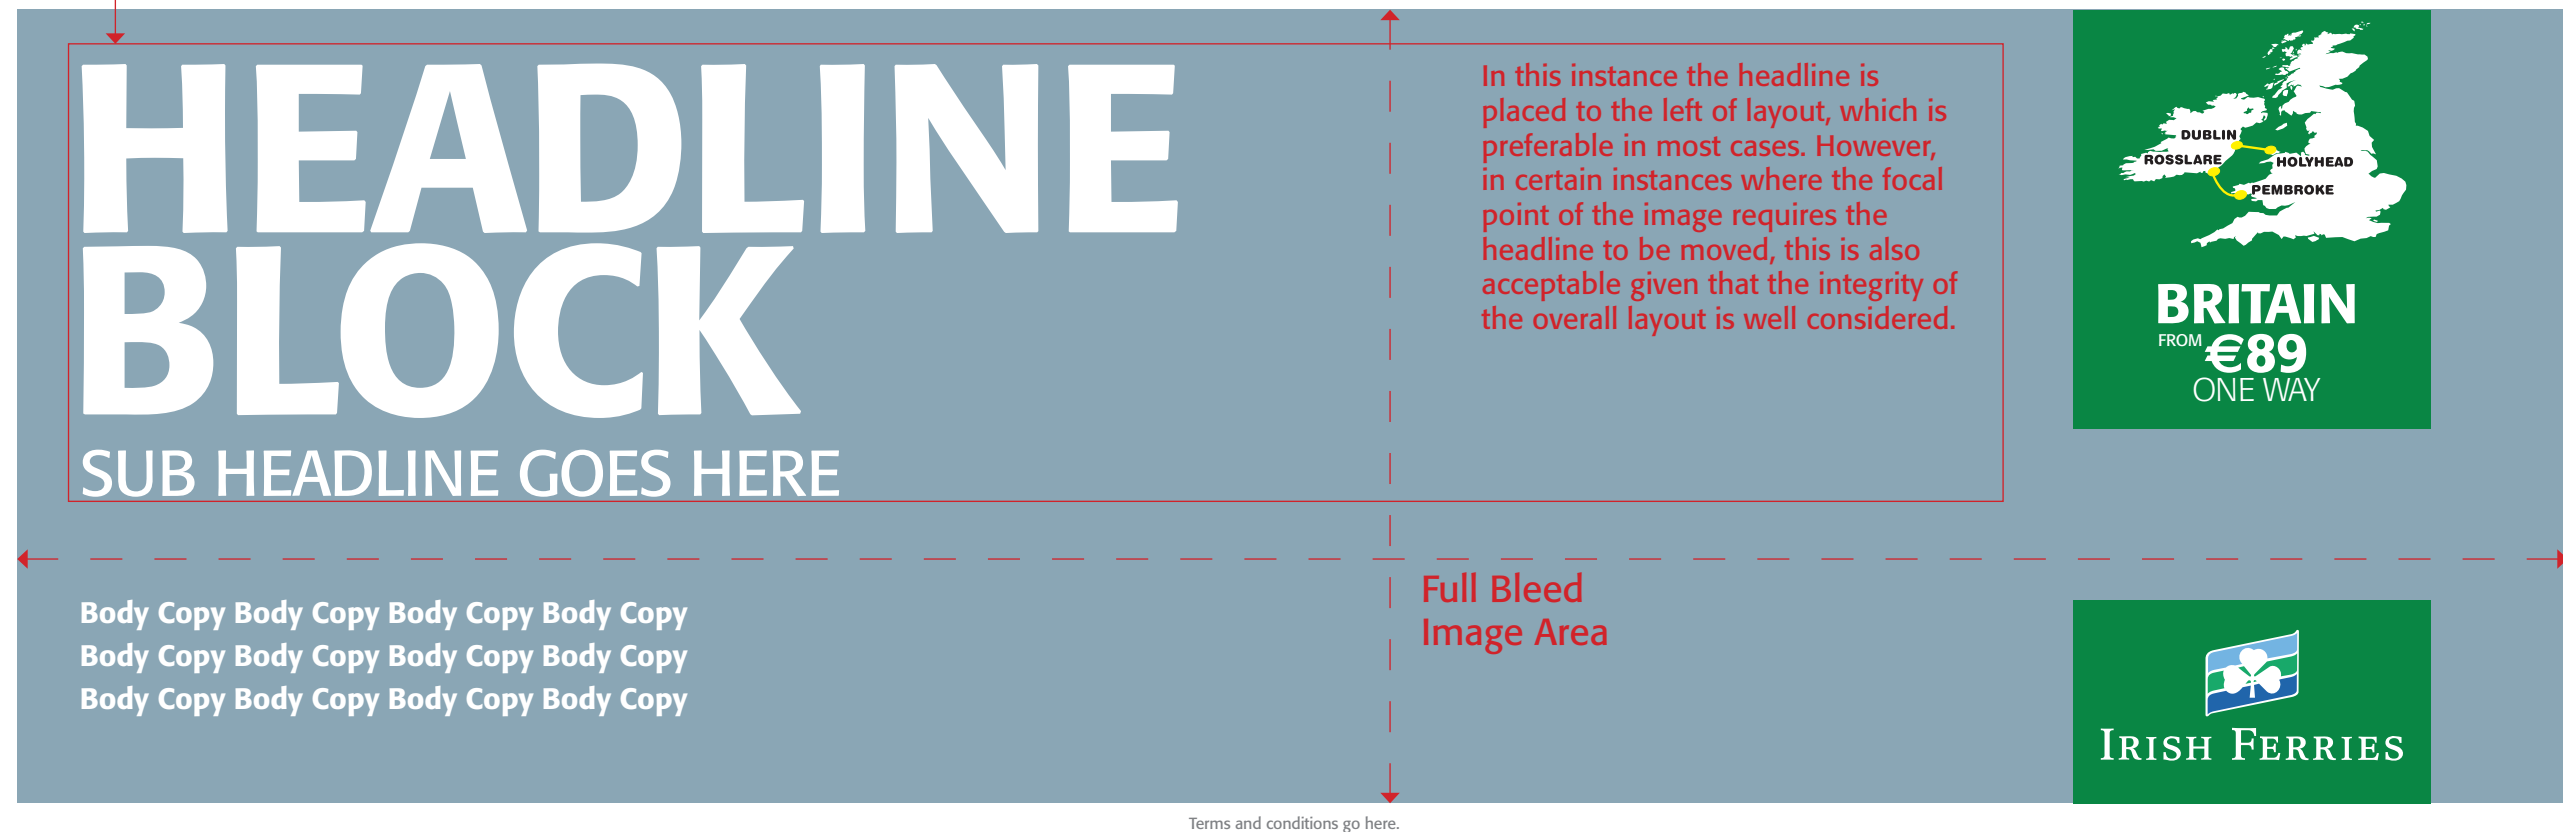 HEADLINE
BLOCK
SUB HEADLINE GOES HERE
In this instance the headline is
placed to the left of layout, which is
preferable in most cases. However,
in certain instances where the focal
point of the image requires the
headline to be moved, this is also
acceptable given that the integrity of
the overall layout is well considered.
DUBLIN
ROSSLARE
HOLYHEAD
PEMBROKE
BRITAIN
FROM €89
ONE WAY
Full Bleed
Image Area
Body Copy Body Copy Body Copy Body Copy
Body Copy Body Copy Body Copy Body Copy
Body Copy Body Copy Body Copy Body Copy
IRISH FERRIES
Terms and conditions go here.